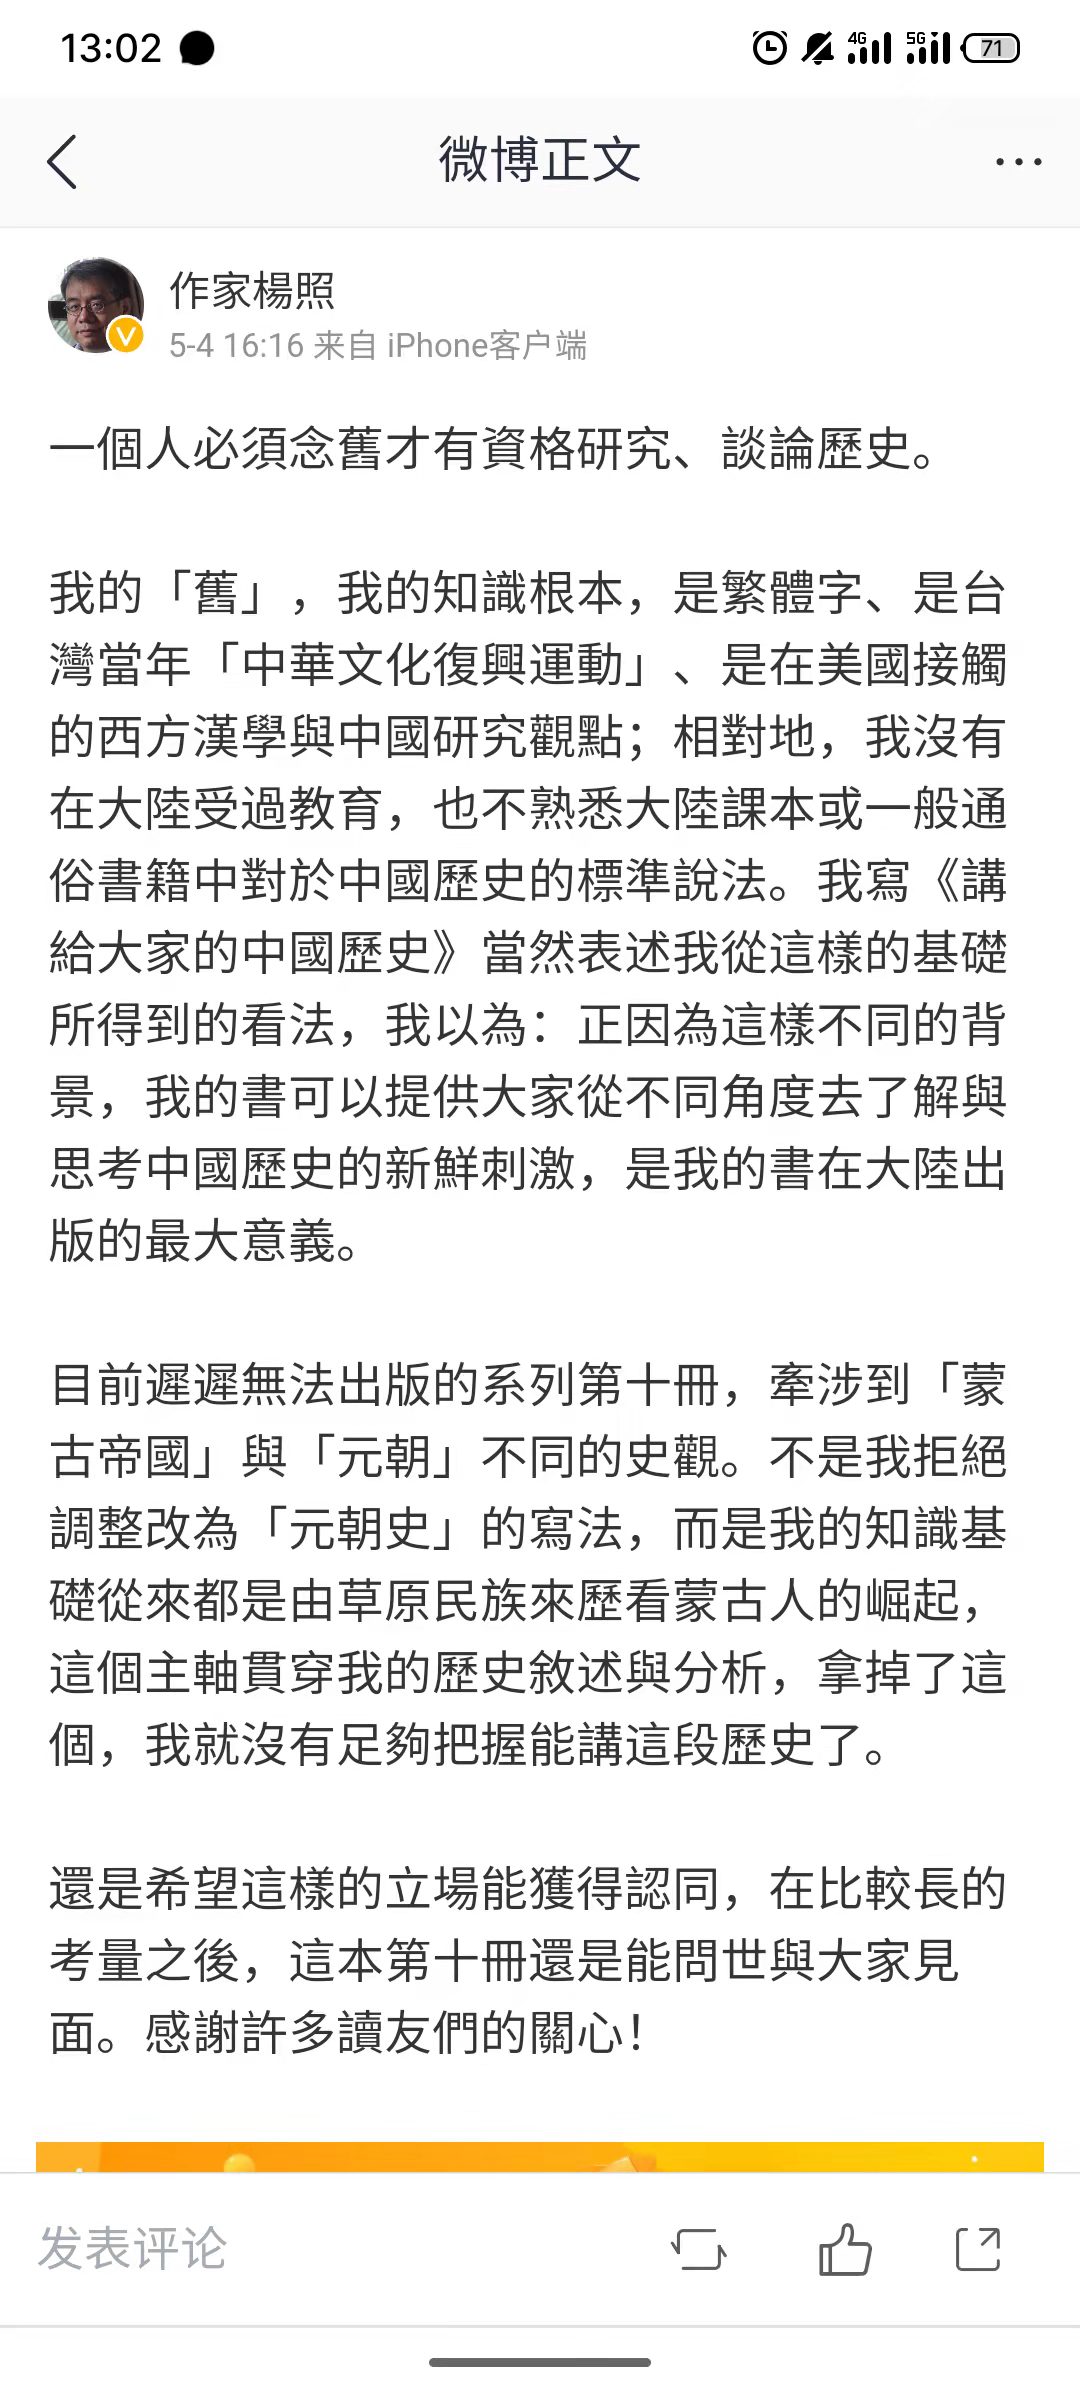 13:02
4G
5G
71
微博正文
作家楊照
5-4 16:16 来自 iPhone客户端
一個人必須念舊才有資格研究、談論歷史。
我的「舊」，我的知識根本，是繁體字、是台
灣當年「中華文化復興運動」、是在美國接觸
的西方漢學與中國研究觀點；相對地，我沒有
在大陸受過教育，也不熟悉大陸課本或一般通
俗書籍中對於中國歷史的標準說法。我寫《講
給大家的中國歷史》當然表述我從這樣的基礎
所得到的看法，我以為：正因為這樣不同的背
景，我的書可以提供大家從不同角度去了解與
思考中國歷史的新鮮刺激，是我的書在大陸出
版的最大意義。
目前遲遲無法出版的系列第十冊，牽涉到「蒙
古帝國」與「元朝」不同的史觀。不是我拒絕
調整改為「元朝史」的寫法，而是我的知識基
礎從來都是由草原民族來歷看蒙古人的崛起，
這個主軸貫穿我的歷史敘述與分析，拿掉了這
個，我就沒有足夠把握能講這段歷史了。
還是希望這樣的立場能獲得認同，在比較長的
考量之後，這本第十冊還是能問世與大家見
面。感謝許多讀友們的關心！
发表评论